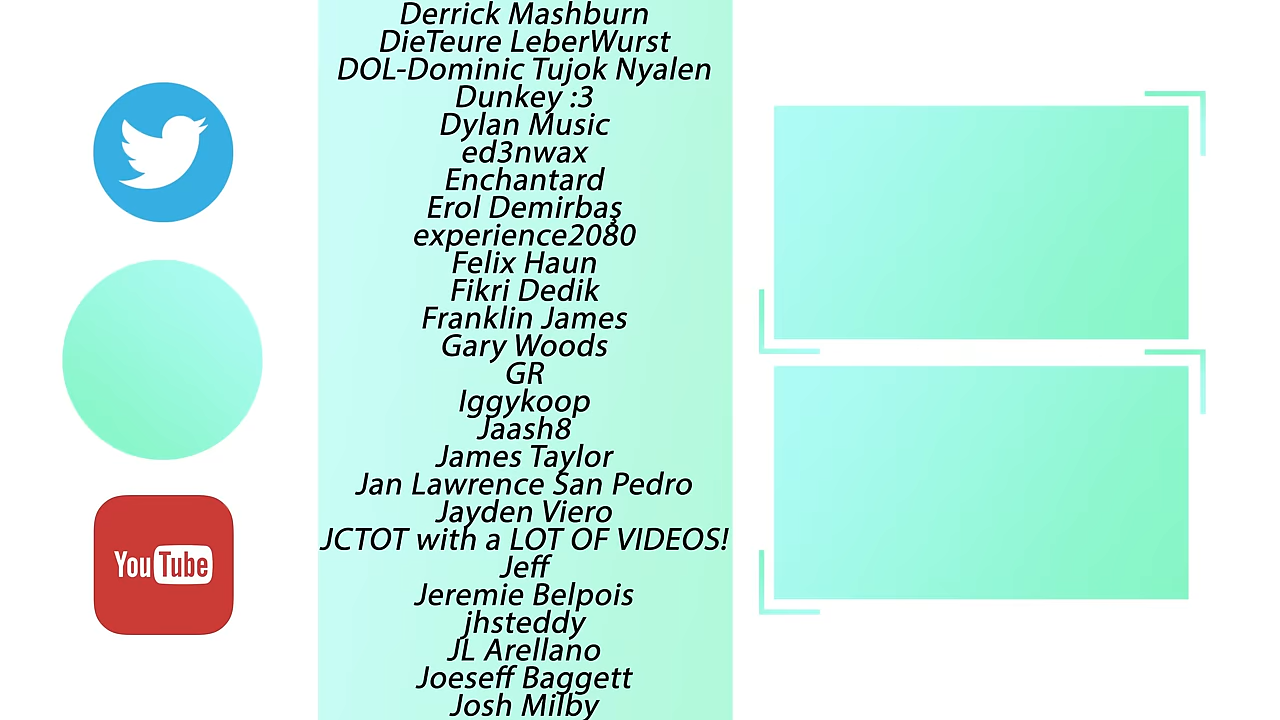 Derrick Mashburn
DieTeure LeberWurst
DOL-Dominic Tujok Nyalen
Dunkey :3
Dylan Music
ed3nwax
Enchantard
Erol Demirbaş
experience2080
Felix Haun
Fikri Dedik
Franklin James
Gary Woods
GR
Iggykoop
Jaash8
James Taylor
Jan Lawrence San Pedro
Jayden Viero
JCTOT with a LOT OF VIDEOS!
Jeff
Jeremie Belpois
jhsteddy
JL Arellano
Joeseff Baggett
Josh Milby
YouTube